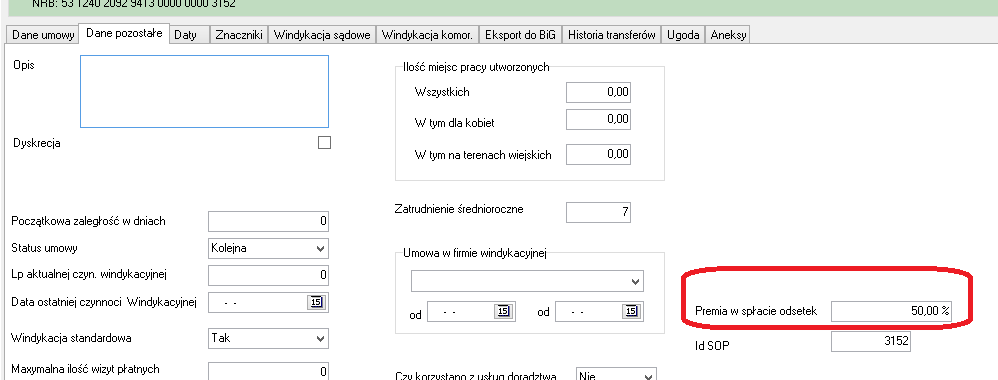 NRB: 53 1240 2092 9413 0000 0000 3152
Dane umowy Dane pozostałe Daty Znaczniki Windykacja sądowe Windykacja komor. Eksport do BiG Historia transferów Ugoda Aneksy
Opis
Dyskrecja
Początkowa zaległość w dniach 0
Status umowy Kolejna
Lp aktualnej czyn. windykacyjnej 0
Data ostatniej czynnoci Windykacyjnej - - 15
Windykacja standardowa Tak
Maxymalna ilość wizyt płatnych 0
Ilość miejsc pracy utworzonych
Wszystkich 0,00
W tym dla kobiet 0,00
W tym na terenach wiejskich 0,00
Zatrudnienie średnioroczne 7
Umowa w firmie windykacyjnej
od - - 15 od - - 15
Czy korzystano z usług doradztwa Nie
Premia w spłacie odsetek 50,00 %
Id SOP 3152